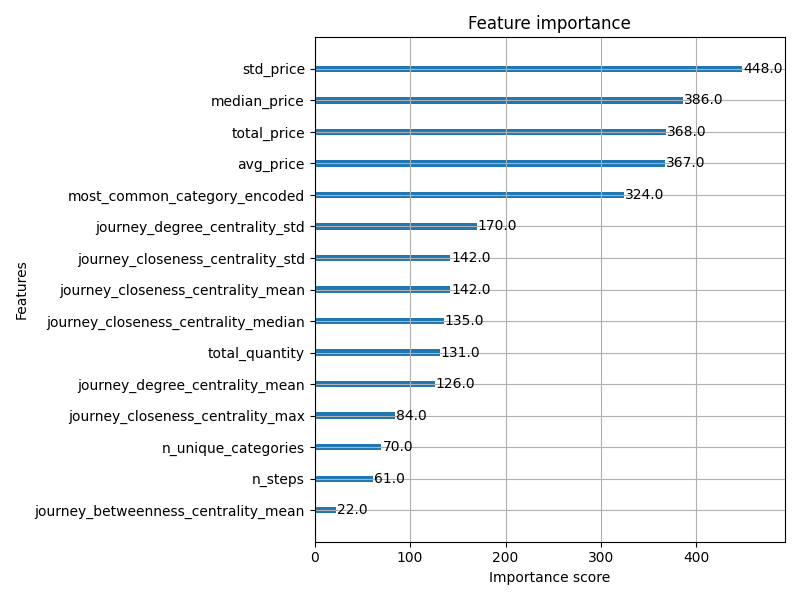 Feature importance
std_price 448.0
median_price 386.0
total_price 368.0
avg_price 367.0
most_common_category_encoded 324.0
journey_degree_centrality_std 170.0
journey_closeness_centrality_std 142.0
journey_closeness_centrality_mean 142.0
journey_closeness_centrality_median 135.0
total_quantity 131.0
journey_degree_centrality_mean 126.0
journey_closeness_centrality_max 84.0
n_unique_categories 70.0
n_steps 61.0
journey_betweenness_centrality_mean 22.0
Features
0 100 200 300 400
Importance score